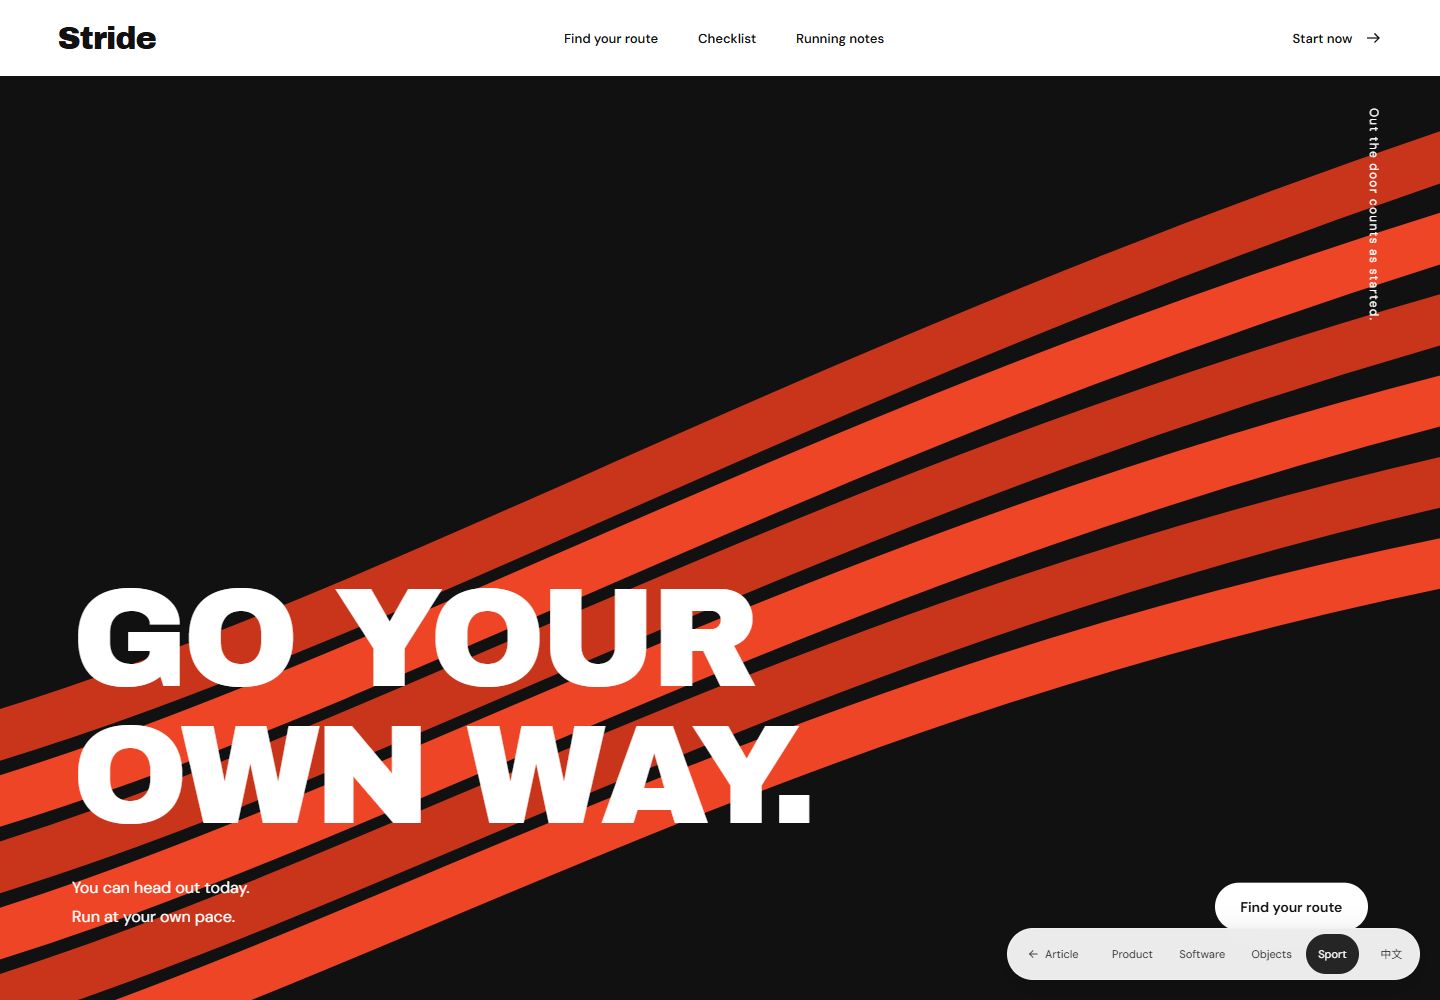 Stride
Find your route
Checklist
Running notes
Start now →
Out the door counts as started.
GO YOUR
OWN WAY.
You can head out today.
Run at your own pace.
Find your route
← Article
Product
Software
Objects
Sport
中文